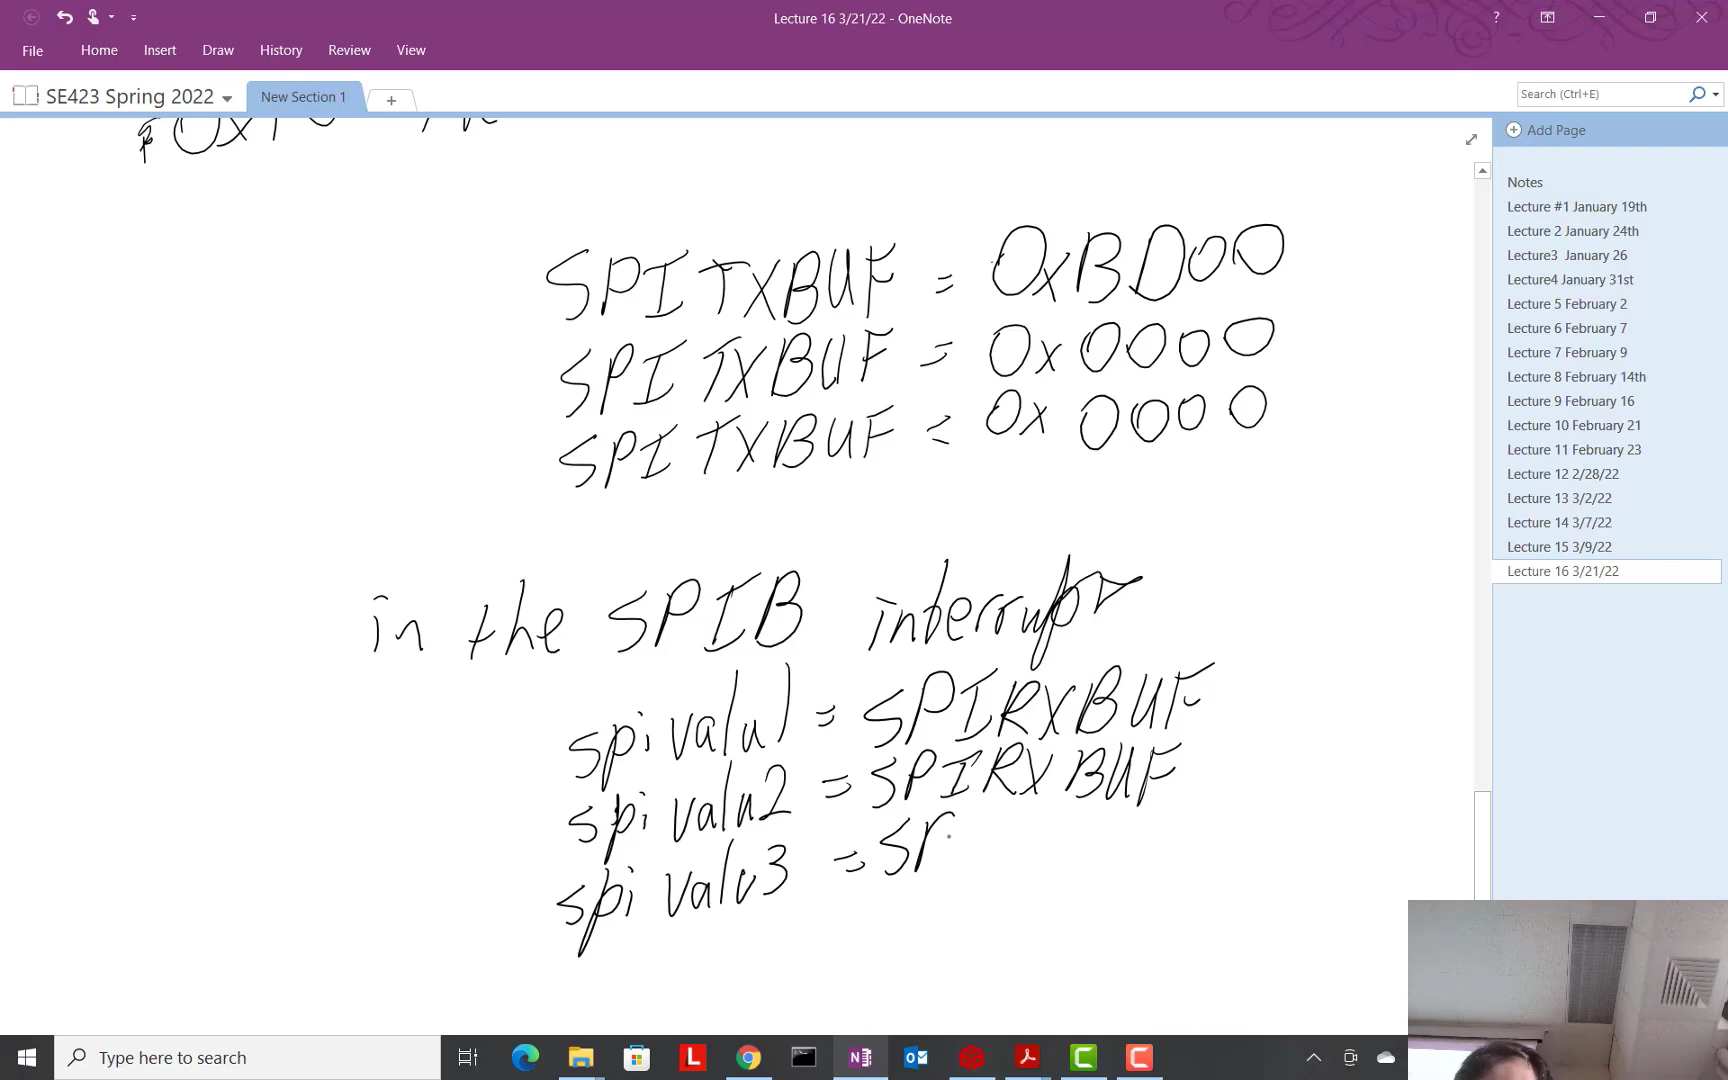 Lecture 16 3/21/22 - OneNote
?
File Home Insert Draw History Review View
SE423 Spring 2022 New Section 1 +
Search (Ctrl+E)
Add Page
Notes
Lecture #1 January 19th
Lecture 2 January 24th
Lecture3 January 26
Lecture4 January 31st
Lecture 5 February 2
Lecture 6 February 7
Lecture 7 February 9
Lecture 8 February 14th
Lecture 9 February 16
Lecture 10 February 21
Lecture 11 February 23
Lecture 12 2/28/22
Lecture 13 3/2/22
Lecture 14 3/7/22
Lecture 15 3/9/22
Lecture 16 3/21/22
SPITXBUF = 0xBD00
SPITXBUF = 0x0000
SPITXBUF = 0x0000
in the SPIB interrupt
spivalu1 = SPIRXBUF
spivalu2 = SPIRXBUF
spivalu3 = SP
Type here to search